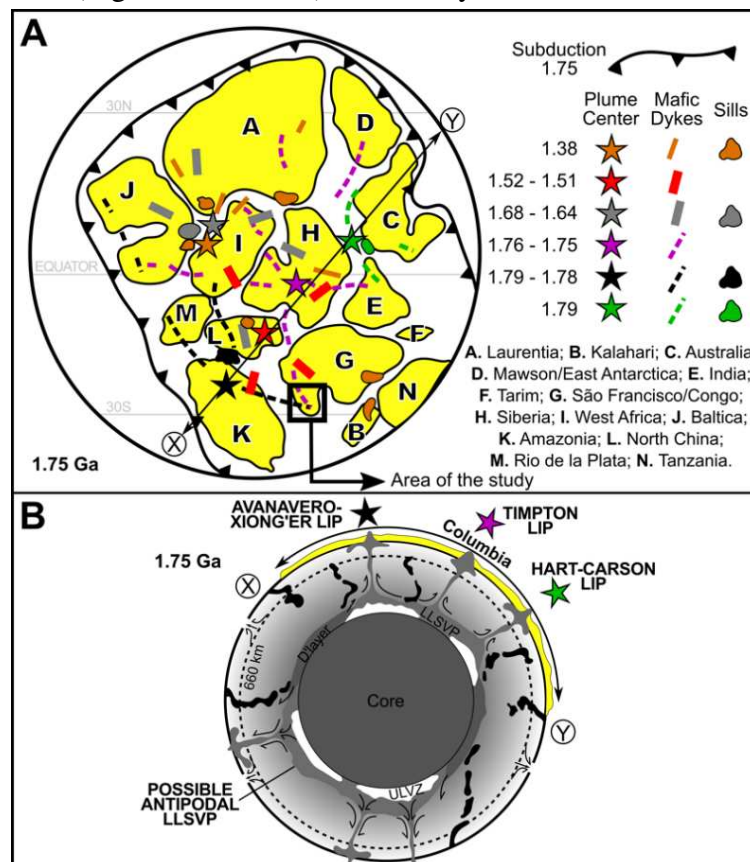 A
30N
EQUATOR
30S
A
D
J
C
I
H
E
M
L
F
G
N
K
B
Y
X
1.75 Ga
Subduction
1.75
Plume Center
Mafic Dykes
Sills
1.38
1.52 - 1.51
1.68 - 1.64
1.76 - 1.75
1.79 - 1.78
1.79
A. Laurentia; B. Kalahari; C. Australia
D. Mawson/East Antarctica; E. India;
F. Tarim; G. São Francisco/Congo;
H. Siberia; I. West Africa; J. Baltica;
K. Amazonia; L. North China;
M. Rio de la Plata; N. Tanzania.
Area of the study
B
1.75 Ga
AVANAVERO-
XIONG'ER LIP
TIMPTON
LIP
Columbia
HART-CARSON
LIP
X
Y
LLSVP
D'layer
660 km
Core
ULVZ
POSSIBLE
ANTIPODAL
LLSVP